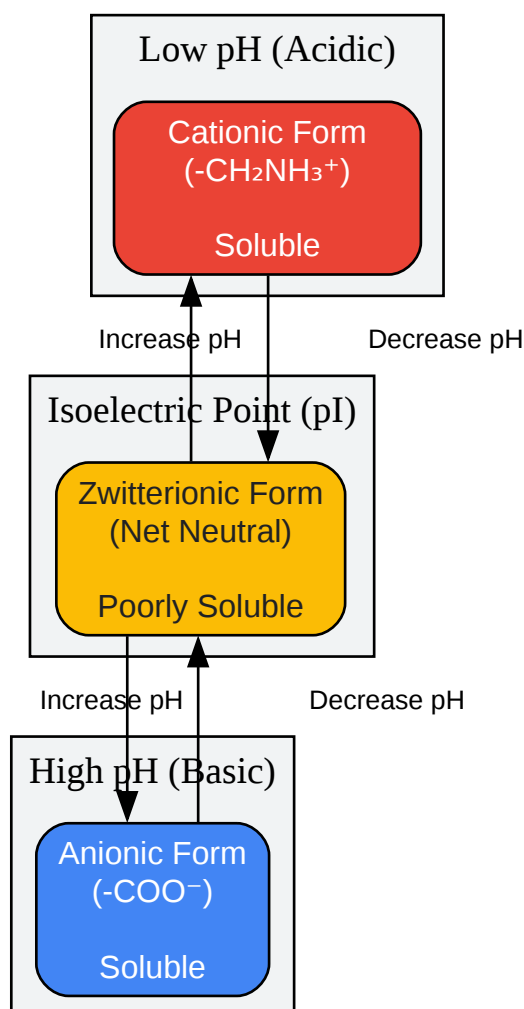 Low pH (Acidic)
Cationic Form
(-CH₂NH₃⁺)
Soluble
Increase pH
Decrease pH
Isoelectric Point (pI)
Zwitterionic Form
(Net Neutral)
Poorly Soluble
Increase pH
Decrease pH
High pH (Basic)
Anionic Form
(-COO⁻)
Soluble